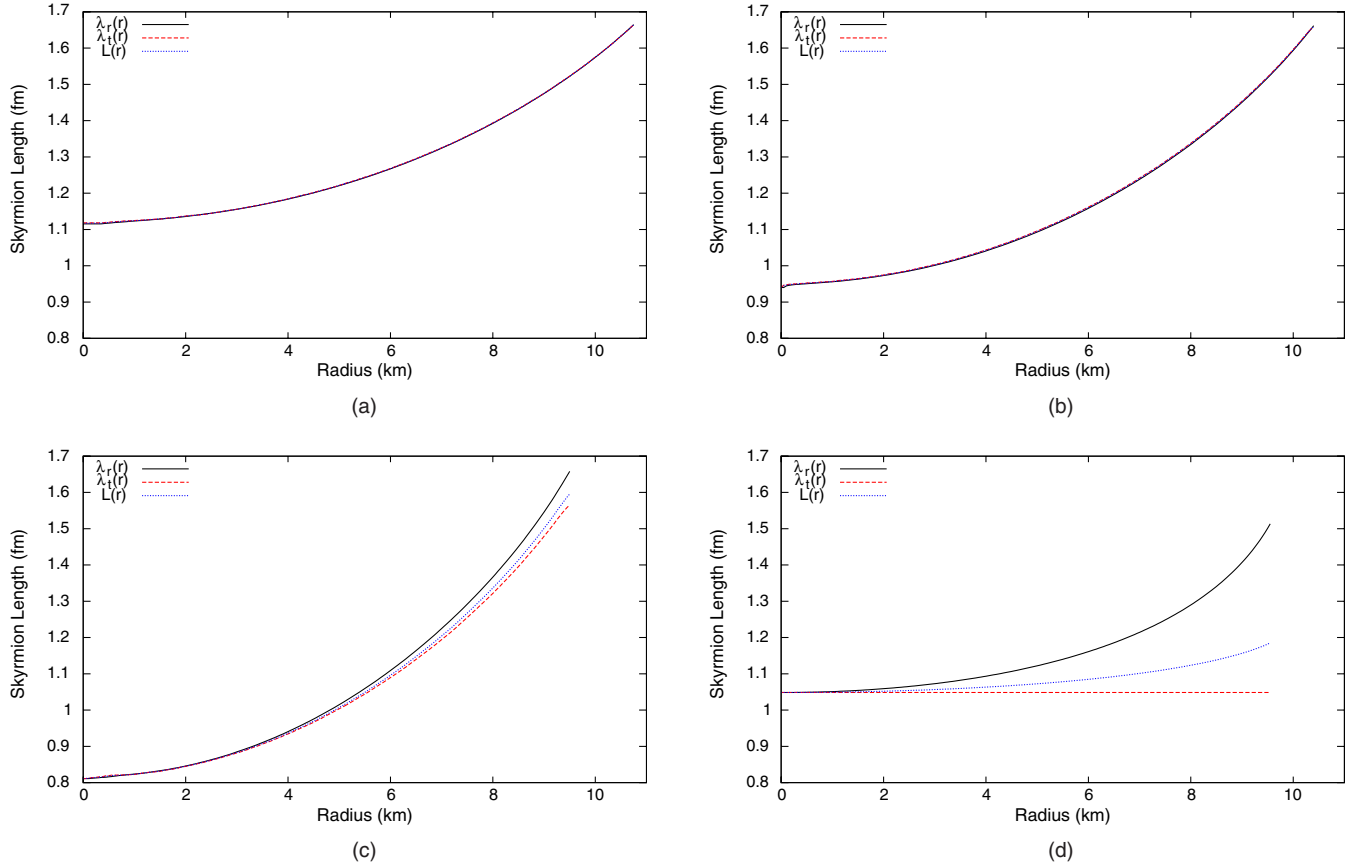 1.7
1.6
1.5
1.4
1.3
1.2
1.1
1
0.9
0.8
0 2 4 6 8 10
Skyrmion Length (fm)
Radius (km)
λr(r)
λt(r)
L(r)
(a)
1.7
1.6
1.5
1.4
1.3
1.2
1.1
1
0.9
0.8
0 2 4 6 8 10
Skyrmion Length (fm)
Radius (km)
λr(r)
λt(r)
L(r)
(b)
1.7
1.6
1.5
1.4
1.3
1.2
1.1
1
0.9
0.8
0 2 4 6 8 10
Skyrmion Length (fm)
Radius (km)
λr(r)
λt(r)
L(r)
(c)
1.7
1.6
1.5
1.4
1.3
1.2
1.1
1
0.9
0.8
0 2 4 6 8 10
Skyrmion Length (fm)
Radius (km)
λr(r)
λt(r)
L(r)
(d)